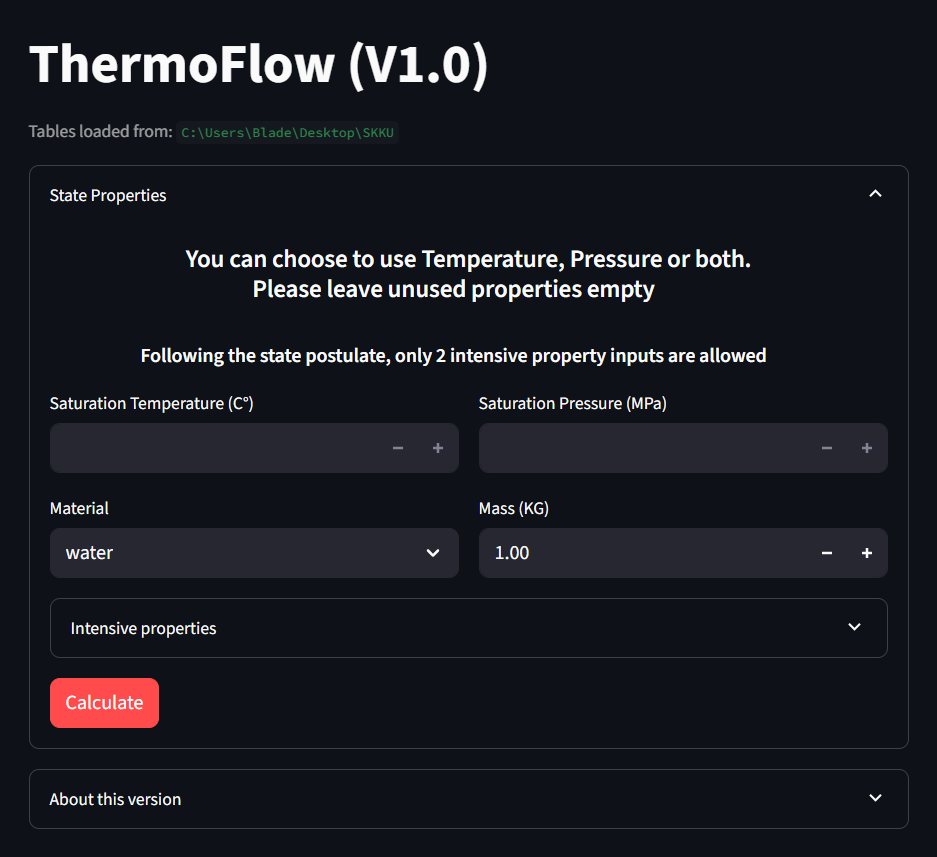 ThermoFlow (V1.0)
Tables loaded from: C:\Users\Blade\Desktop\SKKU
State Properties
You can choose to use Temperature, Pressure or both.
Please leave unused properties empty
Following the state postulate, only 2 intensive property inputs are allowed
Saturation Temperature (C°)
Saturation Pressure (MPa)
Material
Mass (KG)
water
1.00
Intensive properties
Calculate
About this version